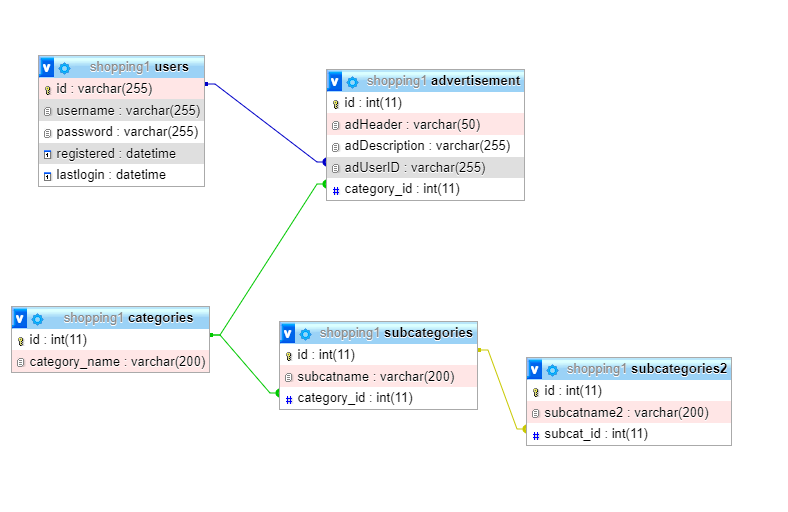 v shopping1 users
id : varchar(255)
username : varchar(255)
password : varchar(255)
registered : datetime
lastlogin : datetime
v shopping1 advertisement
id : int(11)
adHeader : varchar(50)
adDescription : varchar(255)
adUserID : varchar(255)
# category_id : int(11)
v shopping1 categories
id : int(11)
category_name : varchar(200)
v shopping1 subcategories
id : int(11)
subcatname : varchar(200)
# category_id : int(11)
v shopping1 subcategories2
id : int(11)
subcatname2 : varchar(200)
# subcat_id : int(11)